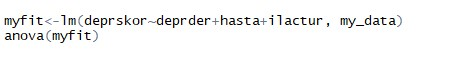 myfit<-lm(deprskor~deprder+hasta+ilactur, my_data)
anova(myfit)